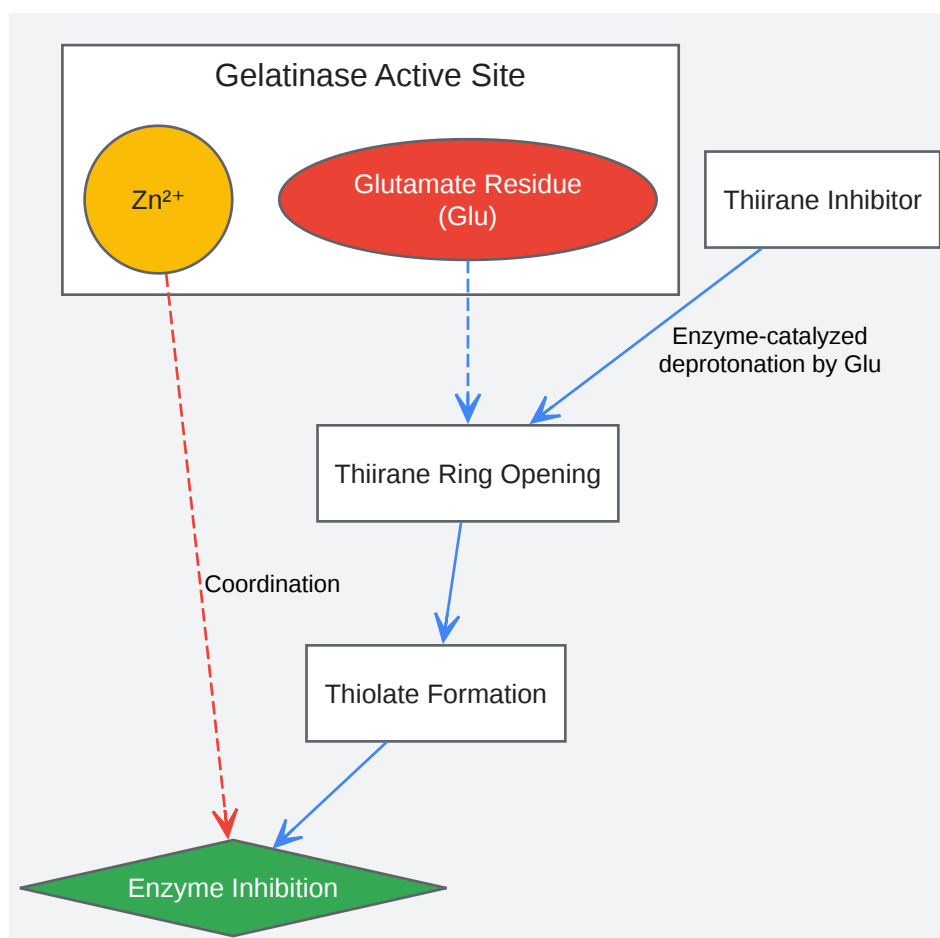 Gelatinase Active Site
Zn²⁺
Glutamate Residue
(Glu)
Thiirane Inhibitor
Enzyme-catalyzed
deprotonation by Glu
Thiirane Ring Opening
Coordination
Thiolate Formation
Enzyme Inhibition